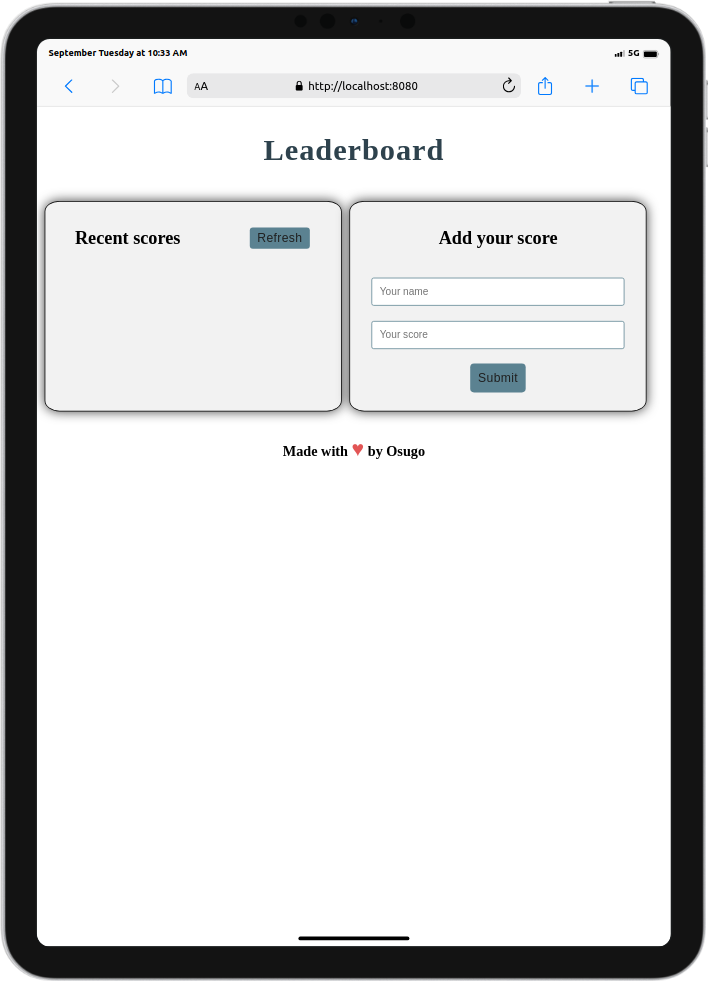 September Tuesday at 10:33 AM
5G
AA
http://localhost:8080
Leaderboard
Recent scores
Refresh
Add your score
Your name
Your score
Submit
Made with ♥ by Osugo